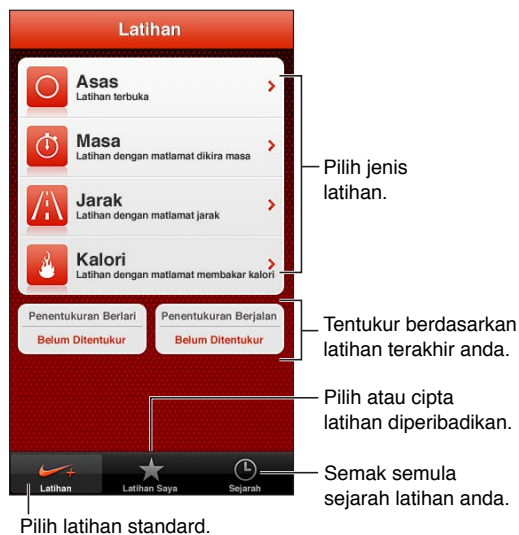 Latihan
Asas
Latihan terbuka
Masa
Latihan dengan matlamat dikira masa
Jarak
Latihan dengan matlamat jarak
Kalori
Latihan dengan matlamat membakar kalori
Pilih jenis
latihan.
Penentukuran Berlari
Belum Ditentukur
Penentukuran Berjalan
Belum Ditentukur
Tentukur berdasarkan
latihan terakhir anda.
Pilih atau cipta
latihan diperibadikan.
Latihan
Latihan Saya
Sejarah
Semak semula
sejarah latihan anda.
Pilih latihan standard.